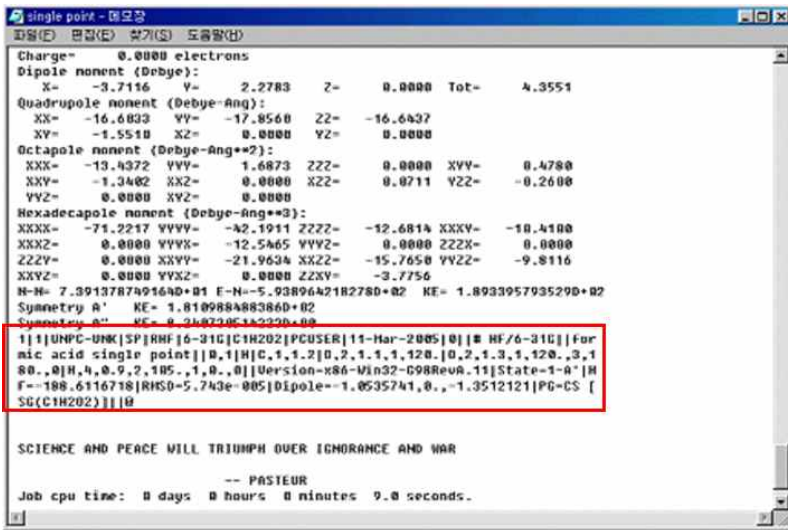 single point - 메모장
파일(F) 편집(E) 찾기(S) 도움말(H)
Charge= 0.0000 electrons
Dipole moment (Debye):
X= -3.7116 Y= 2.2783 Z= 0.0000 Tot= 4.3551
Quadrupole moment (Debye-Ang):
XX= -16.6833 YY= -17.8560 ZZ= -16.6437
XY= -1.5510 XZ= 0.0000 YZ= 0.0000
Octapole moment (Debye-Ang**2):
XXX= -13.4372 YYY= 1.6873 ZZZ= 0.0000 XYY= 0.4780
XXY= -1.3402 XXZ= 0.0000 XZZ= 0.0711 YZZ= -0.2600
YYZ= 0.0000 XYZ= 0.0000
Hexadecapole moment (Debye-Ang**3):
XXXX= -71.2217 YYYY= -42.1911 ZZZZ= -12.6814 XXXY= -10.4100
XXXZ= 0.0000 YYYX= -12.5465 YYYZ= 0.0000 ZZZX= 0.0000
ZZZY= 0.0000 XXYY= -21.9634 XXZZ= -15.7650 YYZZ= -9.8116
XXYZ= 0.0000 YYXZ= 0.0000 ZZXY= -3.7756
N-N= 7.391378749164D+01 E-N=-5.938964218278D+02 KE= 1.893395793529D+02
Symmetry A' KE= 1.810988488386D+02
Symmetry A" KE=
1|1|UNPC-UNK|SP|RHF|6-31G|C1H2O2|PCUSER|11-Mar-2005|0||# HF/6-31G||for
mic acid single point||0,1|H|C,1,1.2|O,2,1.1,1,120.|O,2,1.3,1,120.,3,1
80.,0|H,4,0.9,2,105.,1,0.,0||Version=x86-Win32-G98RevA.11|State=1-A'|H
F=-188.6116718|RMSD=5.743e-005|Dipole=-1.0535741,0.,-1.3512121|PG=CS [
SG(C1H2O2)]||@
SCIENCE AND PEACE WILL TRIUMPH OVER IGNORANCE AND WAR
-- PASTEUR
Job cpu time: 0 days 0 hours 0 minutes 9.0 seconds.